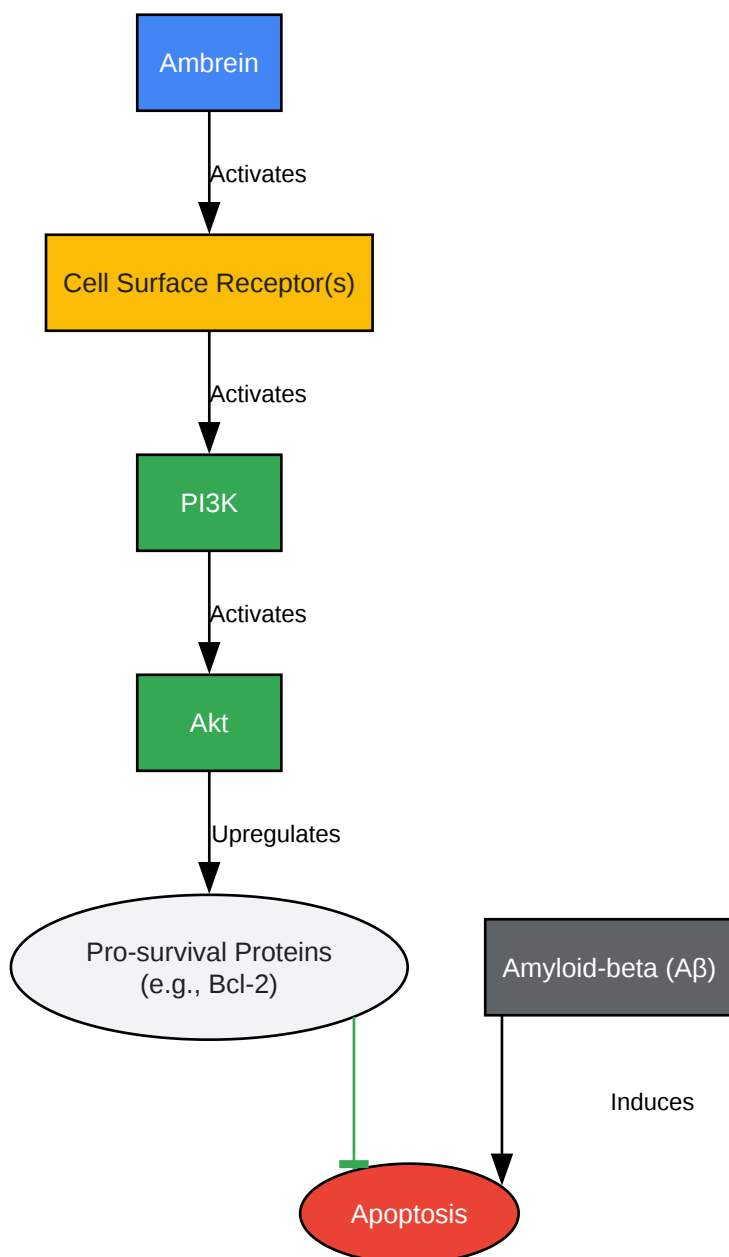 Ambrein
Activates
Cell Surface Receptor(s)
Activates
PI3K
Activates
Akt
Upregulates
Pro-survival Proteins
(e.g., Bcl-2)
Amyloid-beta (Aβ)
Induces
Apoptosis